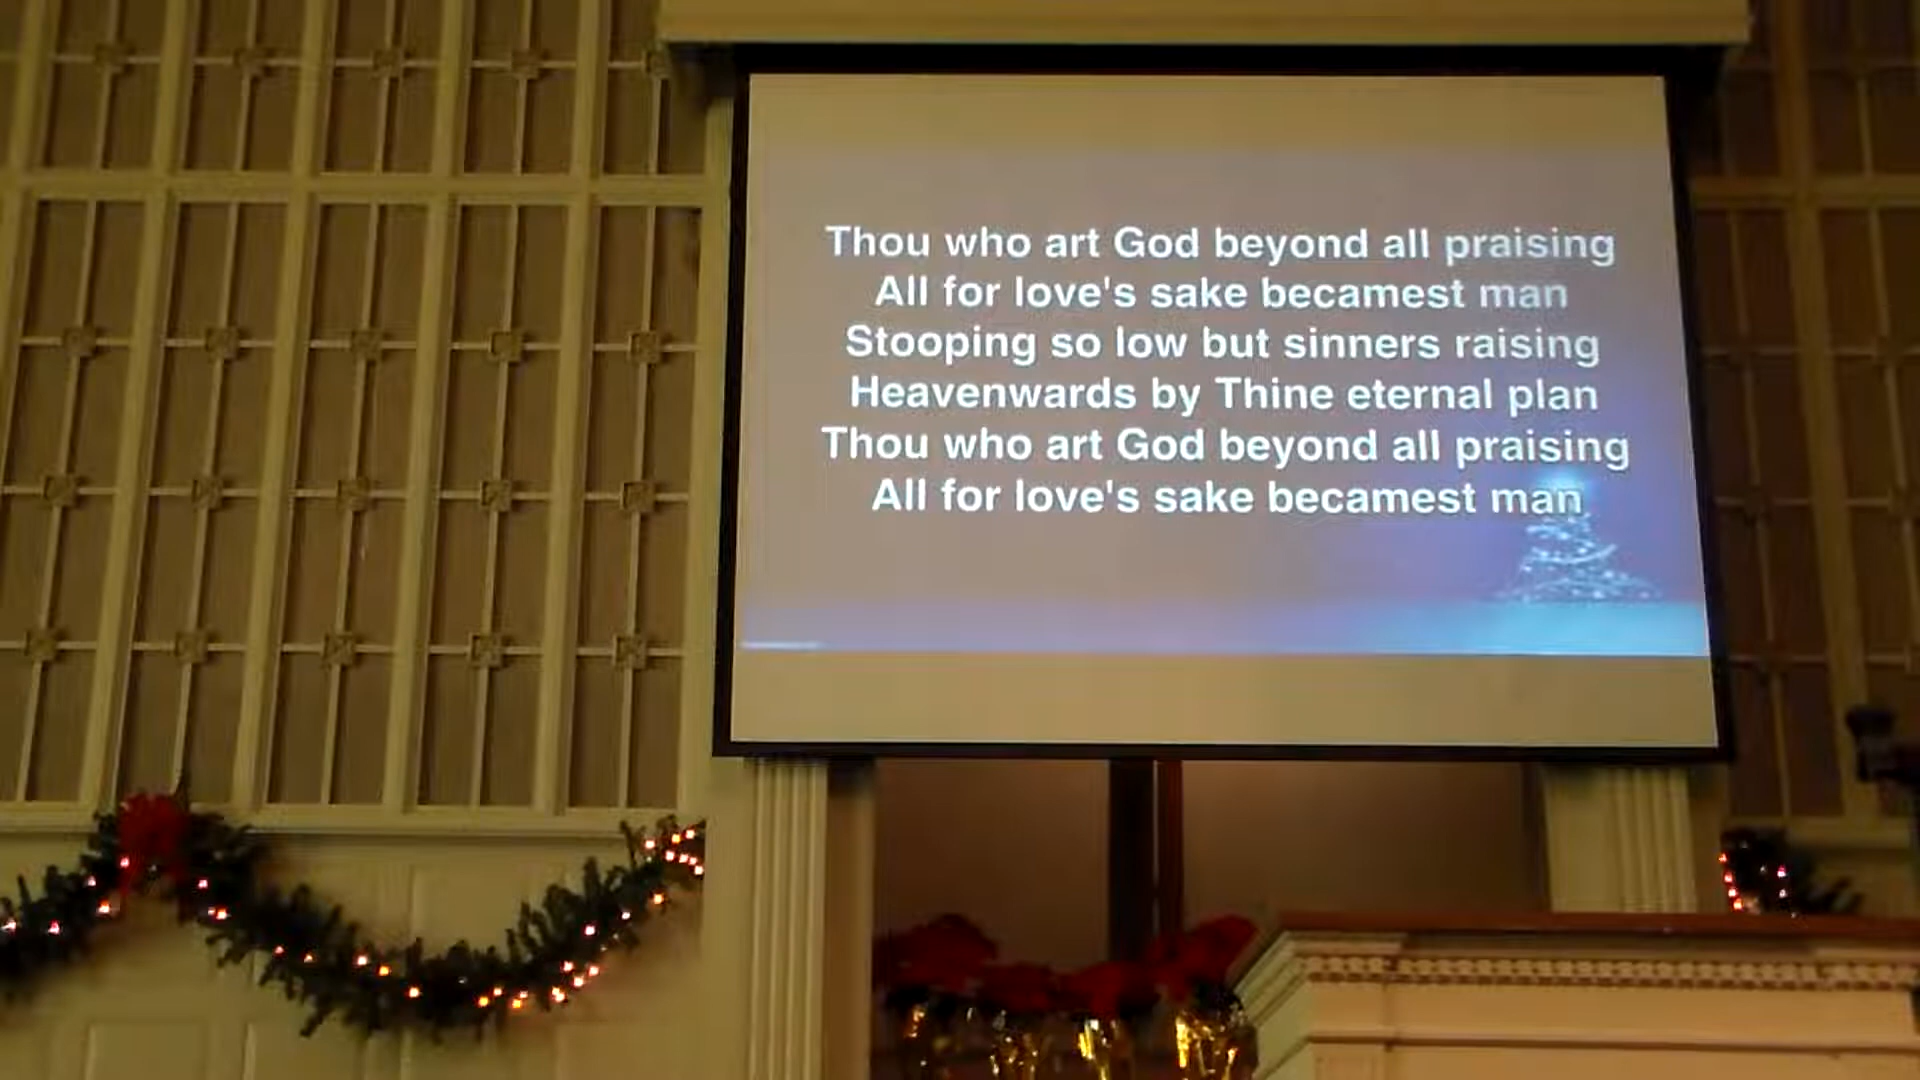 Thou who art God beyond all praising
All for love's sake becamest man
Stooping so low but sinners raising
Heavenwards by Thine eternal plan
Thou who art God beyond all praising
All for love's sake becamest man